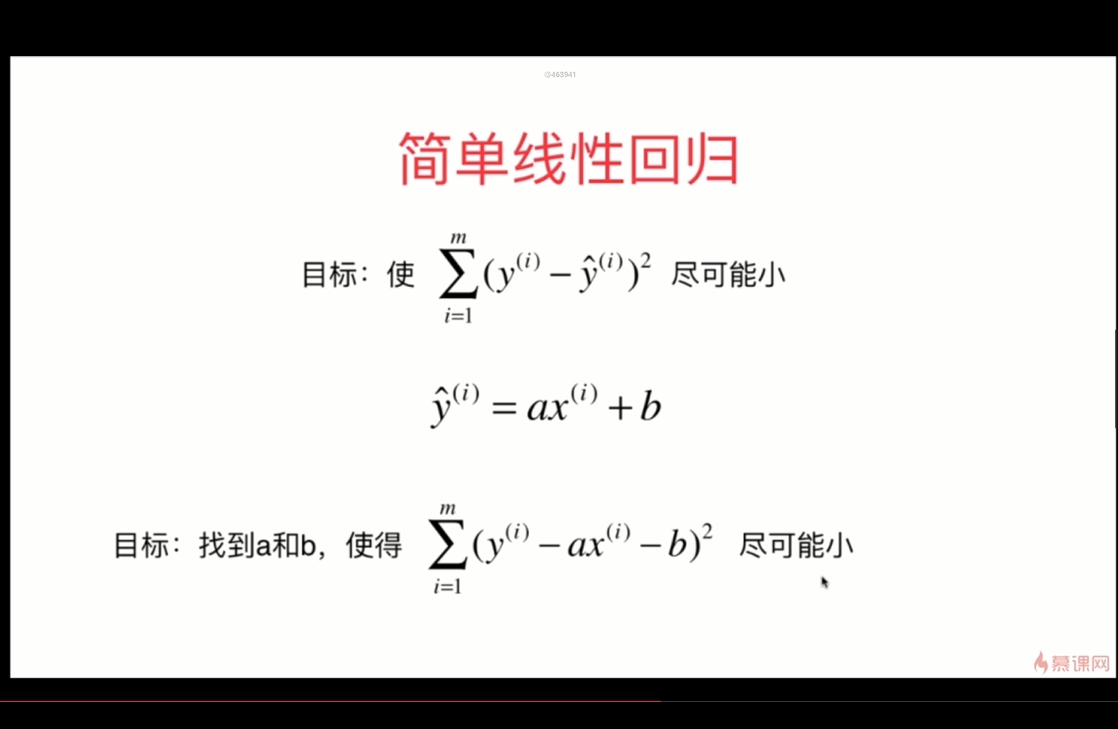 @463941
简单线性回归
目标：使 $\sum_{i=1}^{m}(y^{(i)} - \hat{y}^{(i)})^2$ 尽可能小
$\hat{y}^{(i)} = ax^{(i)} + b$
目标：找到a和b，使得 $\sum_{i=1}^{m}(y^{(i)} - ax^{(i)} - b)^2$ 尽可能小
慕课网